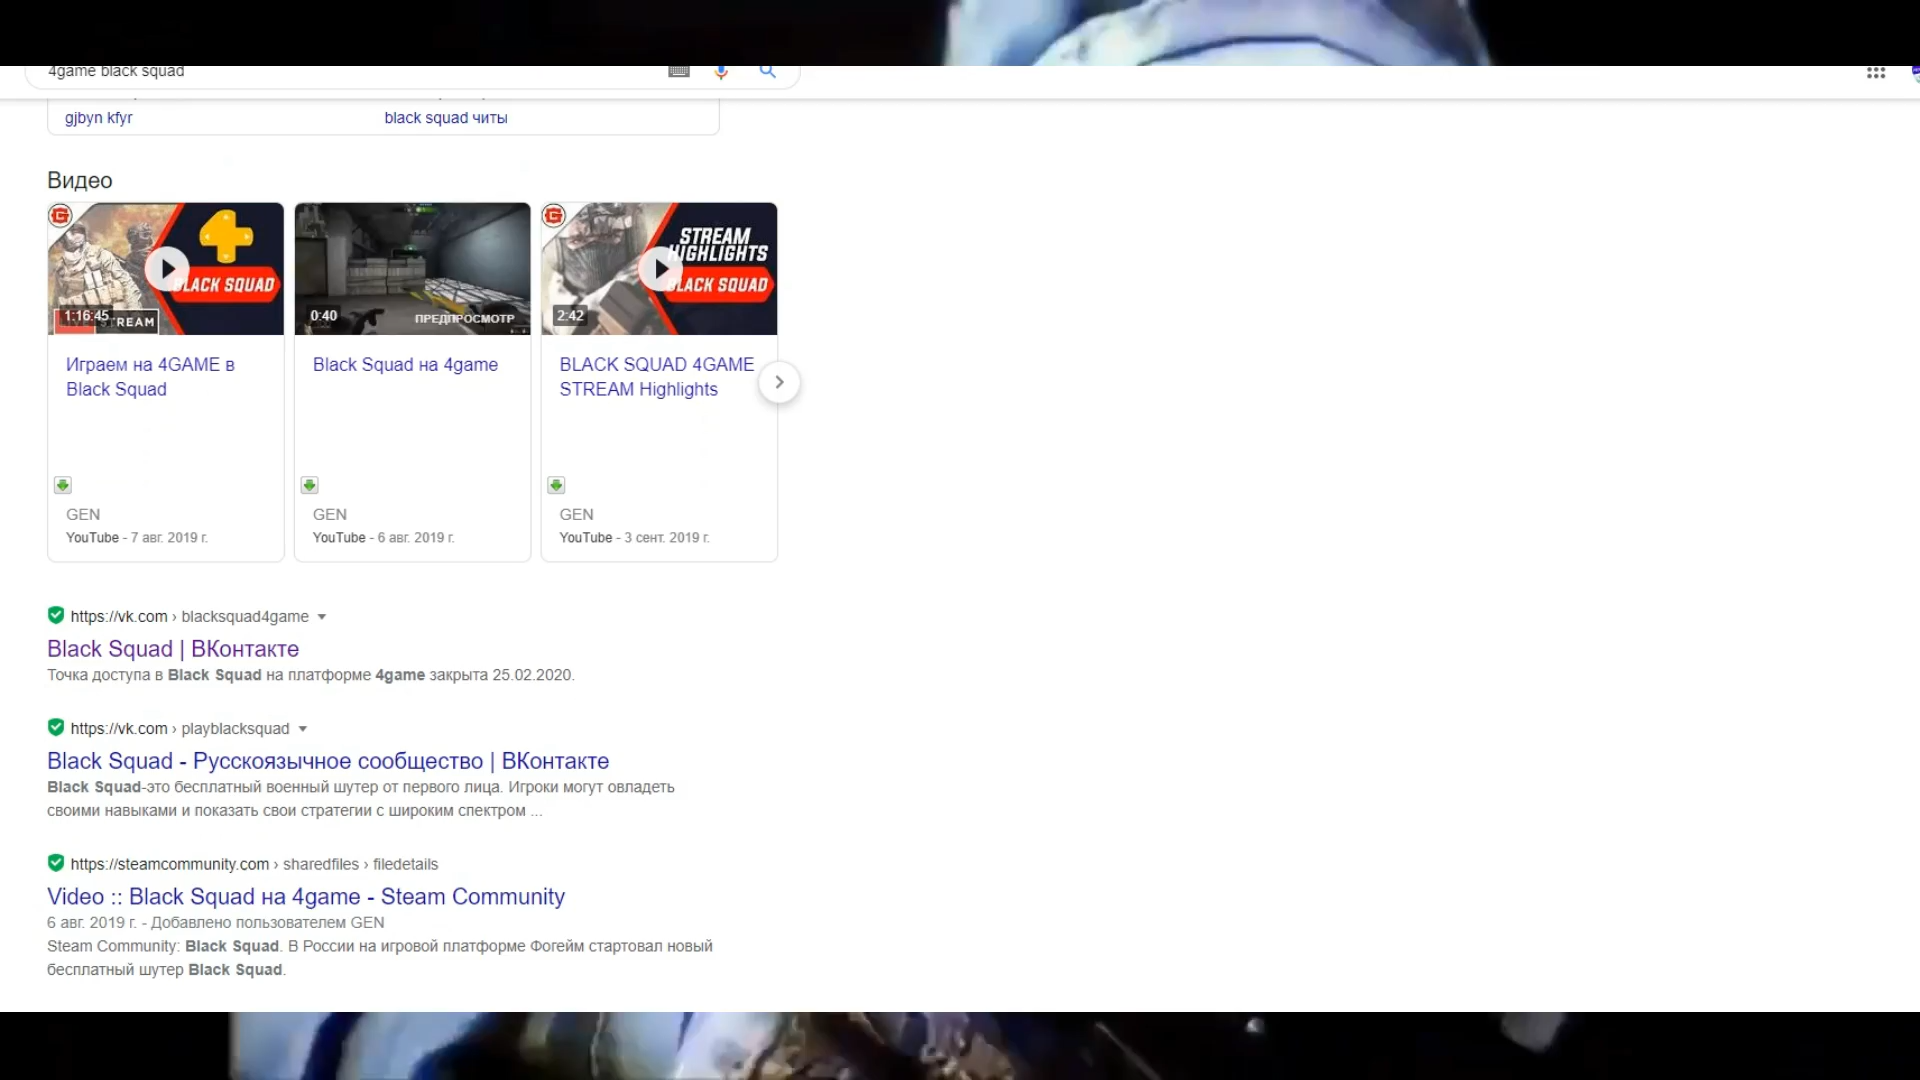 4game black squad
gjbyn kfyr
black squad читы
Видео
BLACK SQUAD
1:16:45
STREAM
0:40
ПРЕДПРОСМОТР
STREAM
HIGHLIGHTS
BLACK SQUAD
2:42
Играем на 4GAME в
Black Squad
Black Squad на 4game
BLACK SQUAD 4GAME
STREAM Highlights
GEN
YouTube - 7 авг. 2019 г.
GEN
YouTube - 6 авг. 2019 г.
GEN
YouTube - 3 сент. 2019 г.
https://vk.com › blacksquad4game
Black Squad | ВКонтакте
Точка доступа в Black Squad на платформе 4game закрыта 25.02.2020.
https://vk.com › playblacksquad
Black Squad - Русскоязычное сообщество | ВКонтакте
Black Squad-это бесплатный военный шутер от первого лица. Игроки могут овладеть
своими навыками и показать свои стратегии с широким спектром ...
https://steamcommunity.com › sharedfiles › filedetails
Video :: Black Squad на 4game - Steam Community
6 авг. 2019 г. - Добавлено пользователем GEN
Steam Community: Black Squad. В России на игровой платформе Фогейм стартовал новый
бесплатный шутер Black Squad.